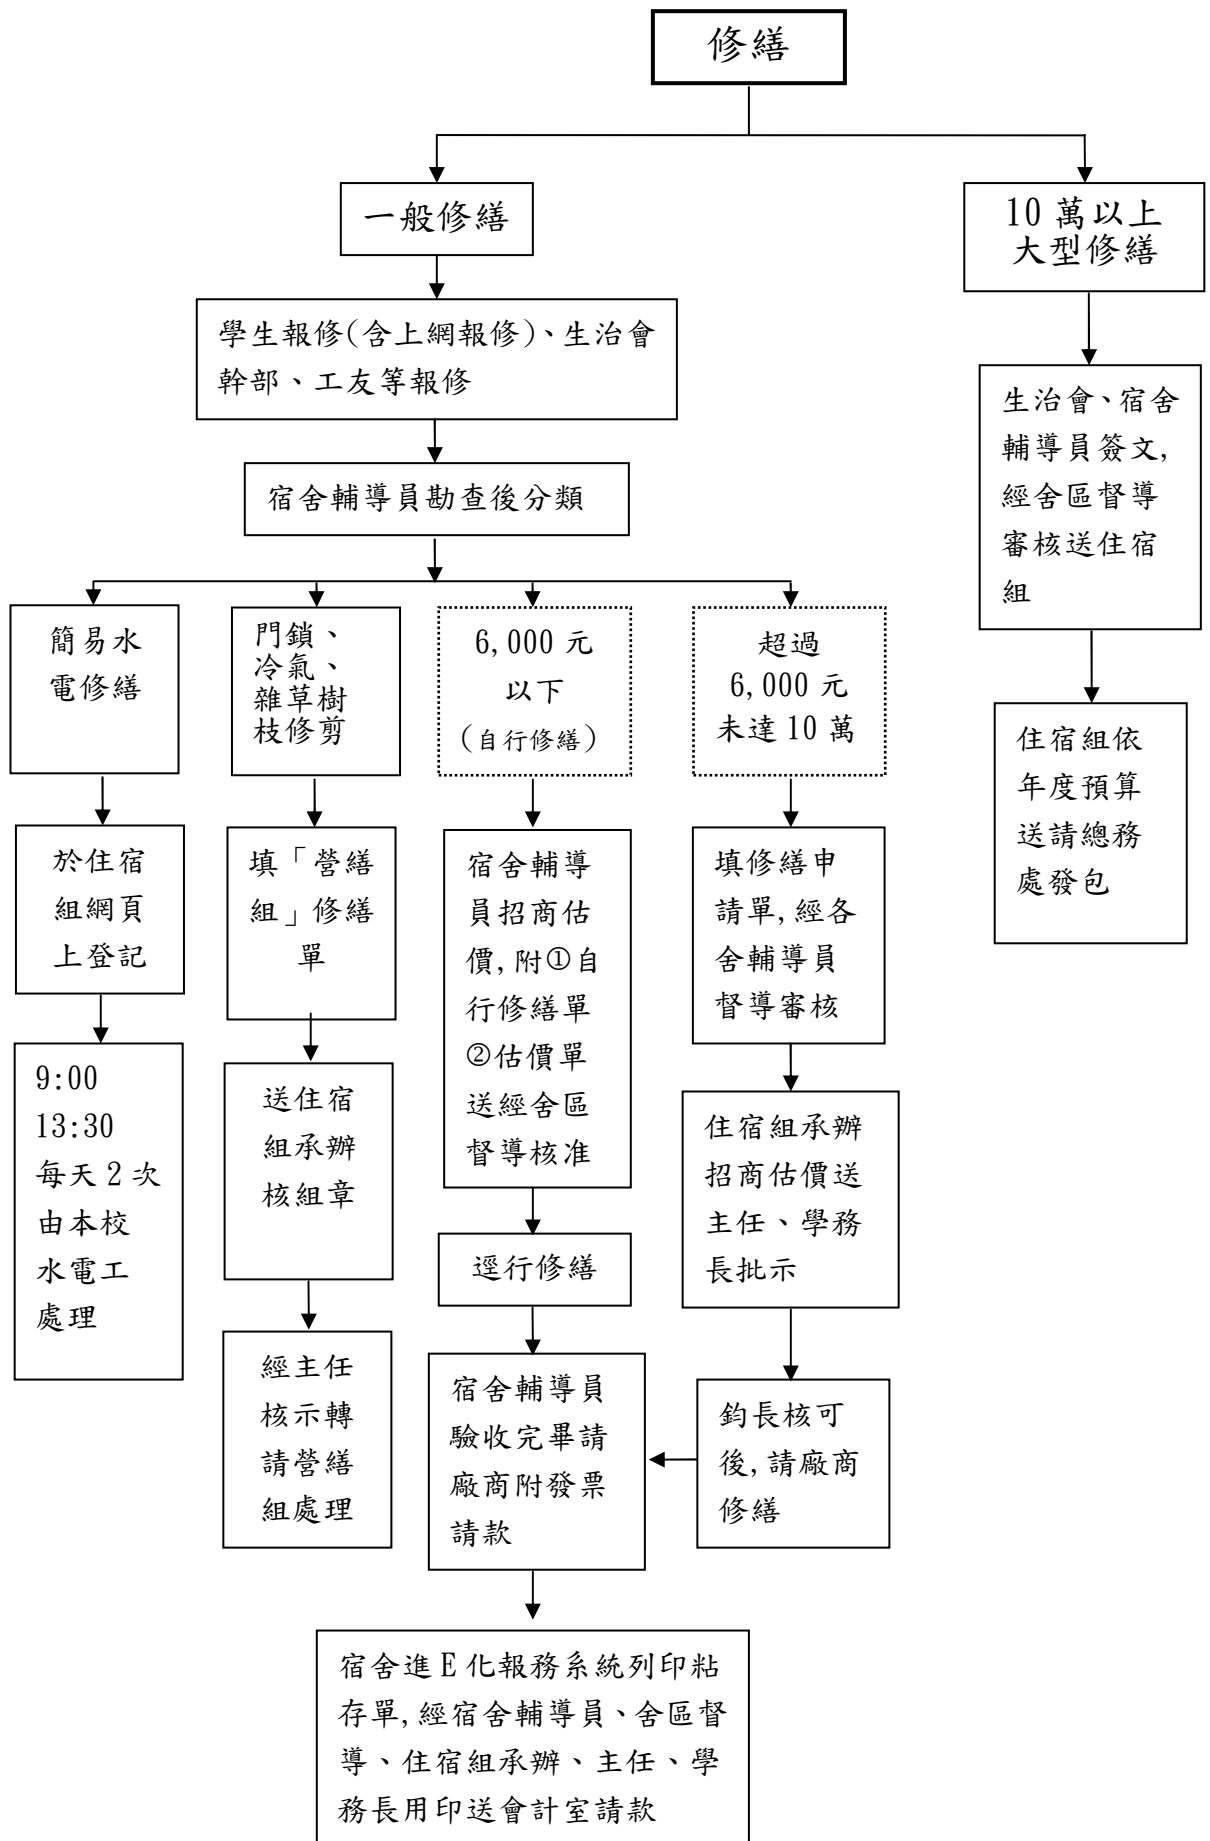 修繕
一般修繕
10 萬以上
大型修繕
學生報修(含上網報修)、生治會
幹部、工友等報修
宿舍輔導員勘查後分類
生治會、宿舍
輔導員簽文,
經舍區督導
審核送住宿
組
住宿組依
年度預算
送請總務
處發包
簡易水
電修繕
於住宿
組網頁
上登記
9:00
13:30
每天 2 次
由本校
水電工
處理
門鎖、
冷氣、
雜草樹
枝修剪
填「營繕
組」修繕
單
送住宿
組承辦
核組章
經主任
核示轉
請營繕
組處理
6,000 元
以下
(自行修繕)
宿舍輔導
員招商估
價,附①自
行修繕單
②估價單
送經舍區
督導核准
逕行修繕
宿舍輔導員
驗收完畢請
廠商附發票
請款
超過
6,000 元
未達 10 萬
填修繕申
請單,經各
舍輔導員
督導審核
住宿組承辦
招商估價送
主任、學務
長批示
鈞長核可
後,請廠商
修繕
宿舍進 E 化報務系統列印粘
存單,經宿舍輔導員、舍區督
導、住宿組承辦、主任、學
務長用印送會計室請款